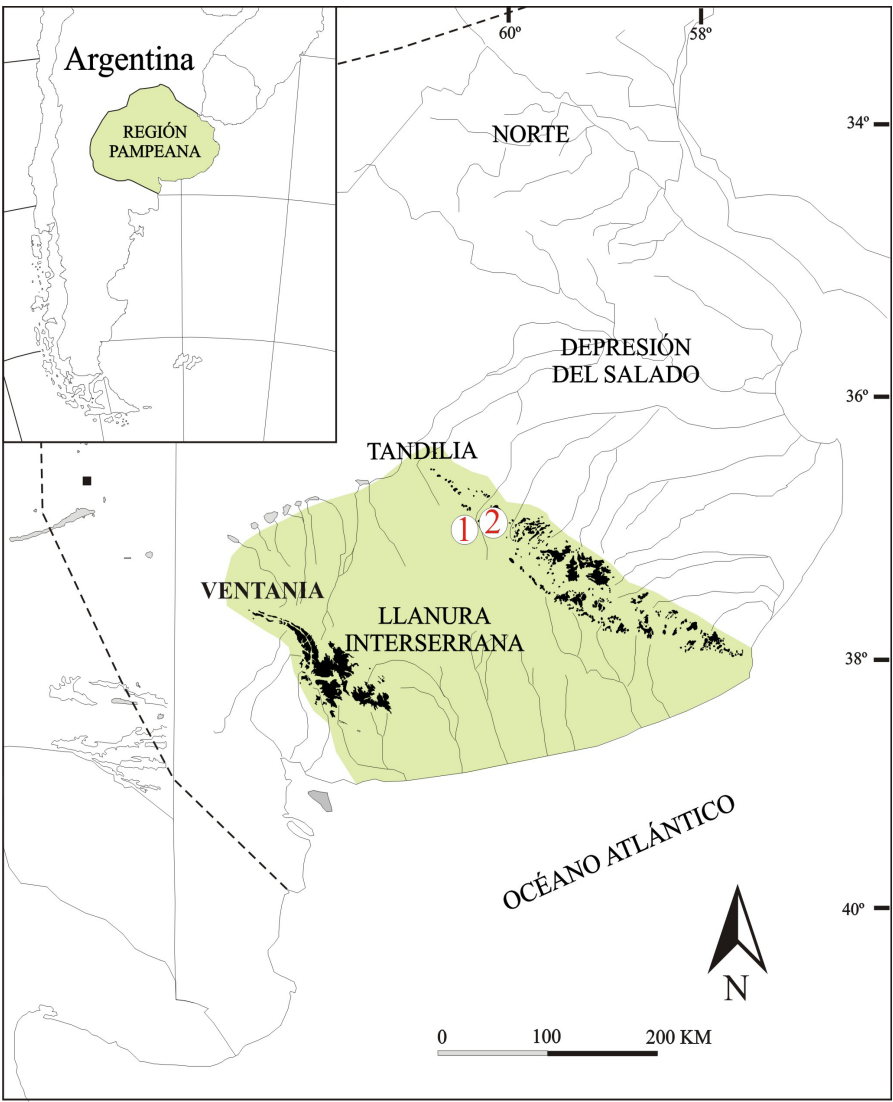 Argentina
REGIÓN
PAMPEANA
60º
58º
34º
NORTE
DEPRESIÓN
DEL SALADO
36º
TANDILIA
1
2
VENTANIA
LLANURA
INTERSERRANA
38º
OCÉANO ATLÁNTICO
40º
N
0
100
200 KM